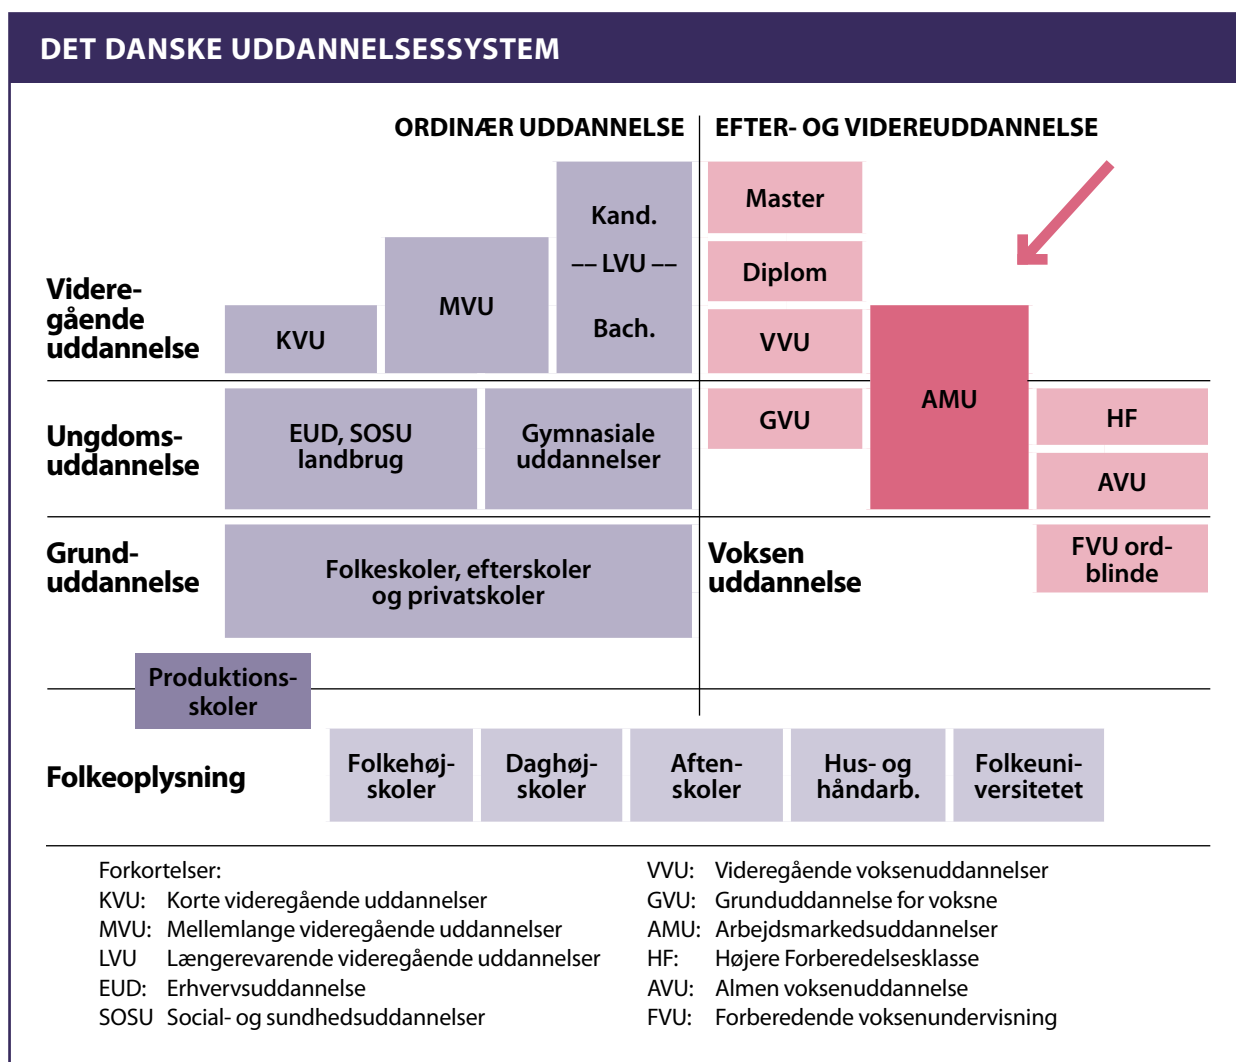 DET DANSKE UDDANNELSESSYSTEM
ORDINÆR UDDANNELSE
EFTER- OG VIDEREUDDANNELSE
Videre-
gående
uddannelse
KVU
MVU
Kand.
–– LVU ––
Bach.
Master
Diplom
VVU
AMU
Ungdoms-
uddannelse
EUD, SOSU
landbrug
Gymnasiale
uddannelser
GVU
HF
AVU
Grund-
uddannelse
Folkeskoler, efterskoler
og privatskoler
Voksen
uddannelse
FVU ord-
blinde
Produktions-
skoler
Folkeoplysning
Folkehøj-
skoler
Daghøj-
skoler
Aften-
skoler
Hus- og
håndarb.
Folkeuni-
versitetet
Forkortelser:
KVU: Korte videregående uddannelser
MVU: Mellemlange videregående uddannelser
LVU Længerevarende videregående uddannelser
EUD: Erhvervsuddannelse
SOSU Social- og sundhedsuddannelser
VVU: Videregående voksenuddannelser
GVU: Grunduddannelse for voksne
AMU: Arbejdsmarkedsuddannelser
HF: Højere Forberedelsesklasse
AVU: Almen voksenuddannelse
FVU: Forberedende voksenundervisning